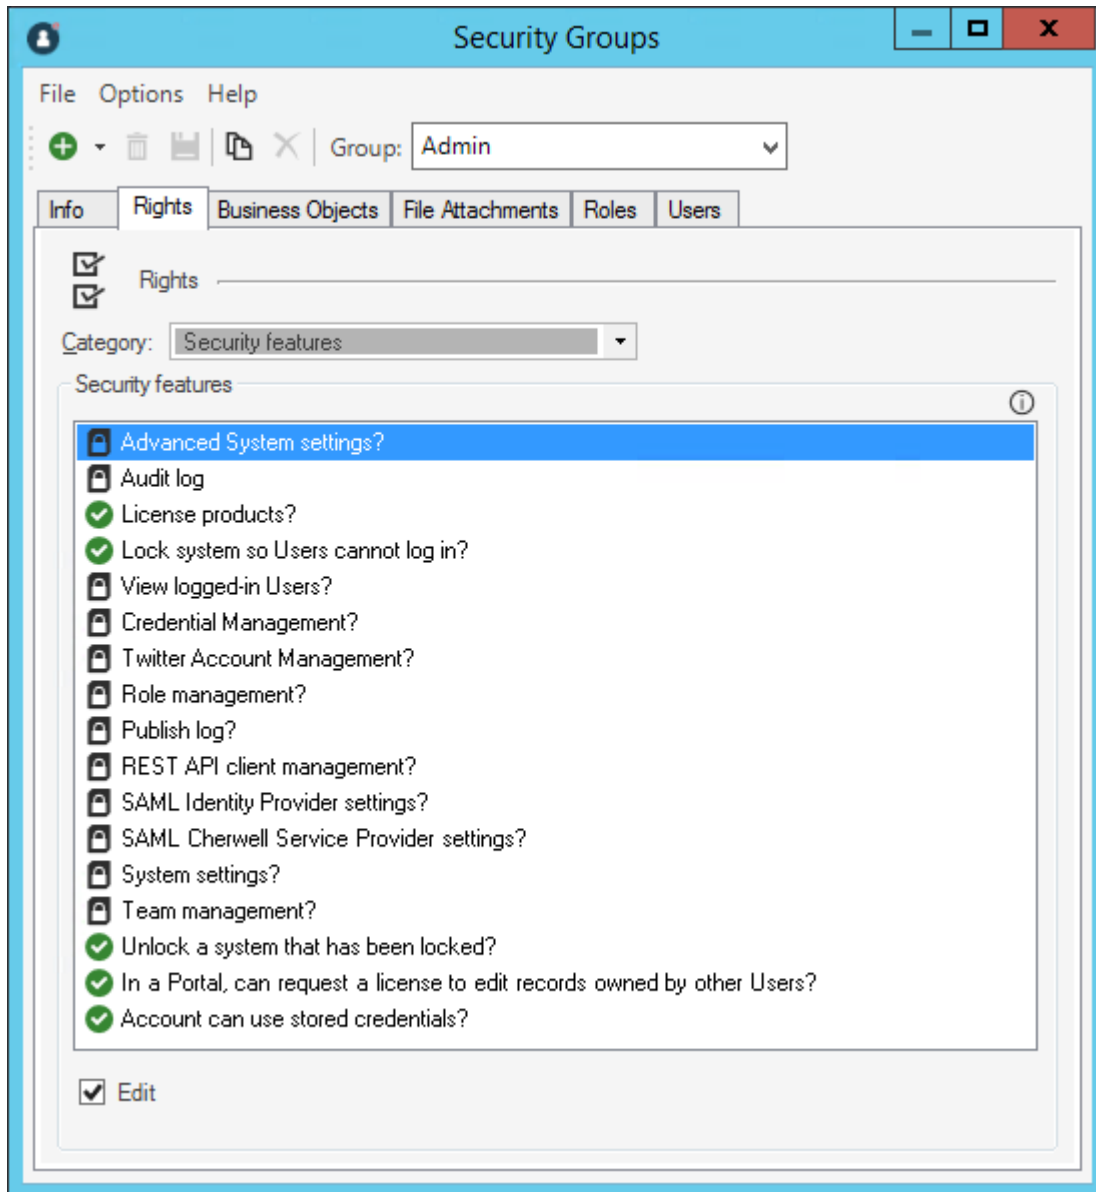 Security Groups
File Options Help
Group: Admin
Info Rights Business Objects File Attachments Roles Users
Rights
Category: Security features
Security features
Advanced System settings?
Audit log
License products?
Lock system so Users cannot log in?
View logged-in Users?
Credential Management?
Twitter Account Management?
Role management?
Publish log?
REST API client management?
SAML Identity Provider settings?
SAML Cherwell Service Provider settings?
System settings?
Team management?
Unlock a system that has been locked?
In a Portal, can request a license to edit records owned by other Users?
Account can use stored credentials?
Edit